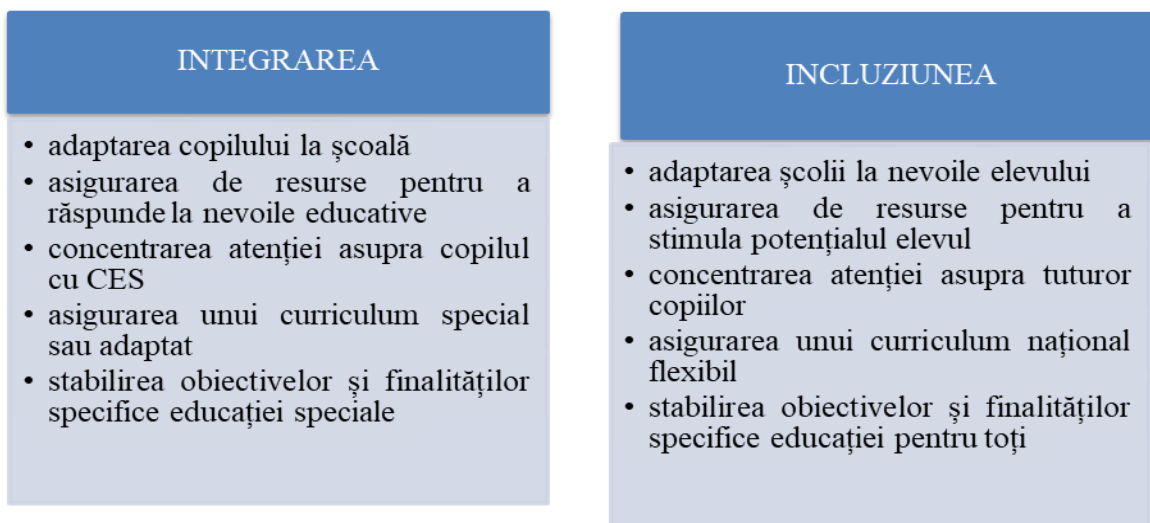 INTEGRAREA
• adaptarea copilului la școală
• asigurarea de resurse pentru a
răspunde la nevoile educative
• concentrarea atenției asupra copilul
cu CES
• asigurarea unui curriculum special
sau adaptat
• stabilirea obiectivelor și finalităților
specifice educației speciale
INCLUZIUNEA
• adaptarea școlii la nevoile elevului
• asigurarea de resurse pentru a
stimula potențialul elevul
• concentrarea atenției asupra tuturor
copiilor
• asigurarea unui curriculum național
flexibil
• stabilirea obiectivelor și finalităților
specifice educației pentru toți